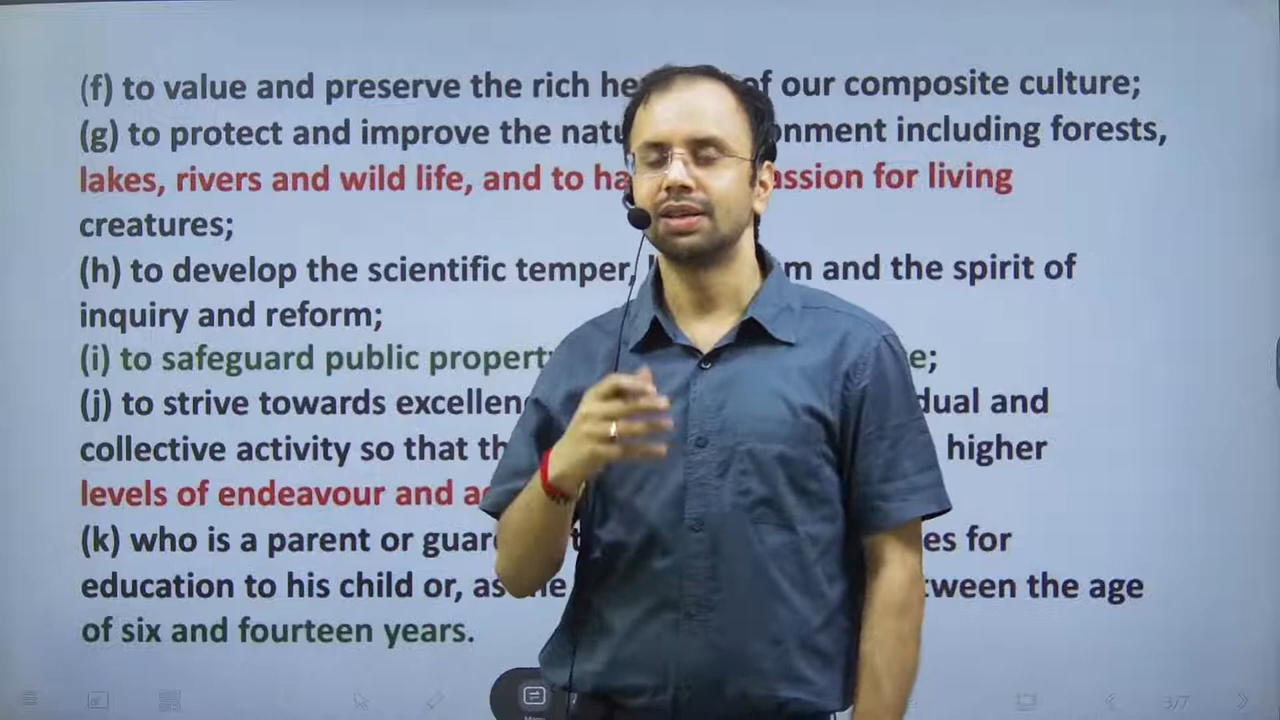 (f) to value and preserve the rich he of our composite culture;
(g) to protect and improve the natu onment including forests,
lakes, rivers and wild life, and to ha assion for living
creatures;
(h) to develop the scientific temper, m and the spirit of
inquiry and reform;
(i) to safeguard public property e;
(j) to strive towards excellen dual and
collective activity so that th higher
levels of endeavour and a
(k) who is a parent or guar t es for
education to his child or, as the tween the age
of six and fourteen years.
3/7